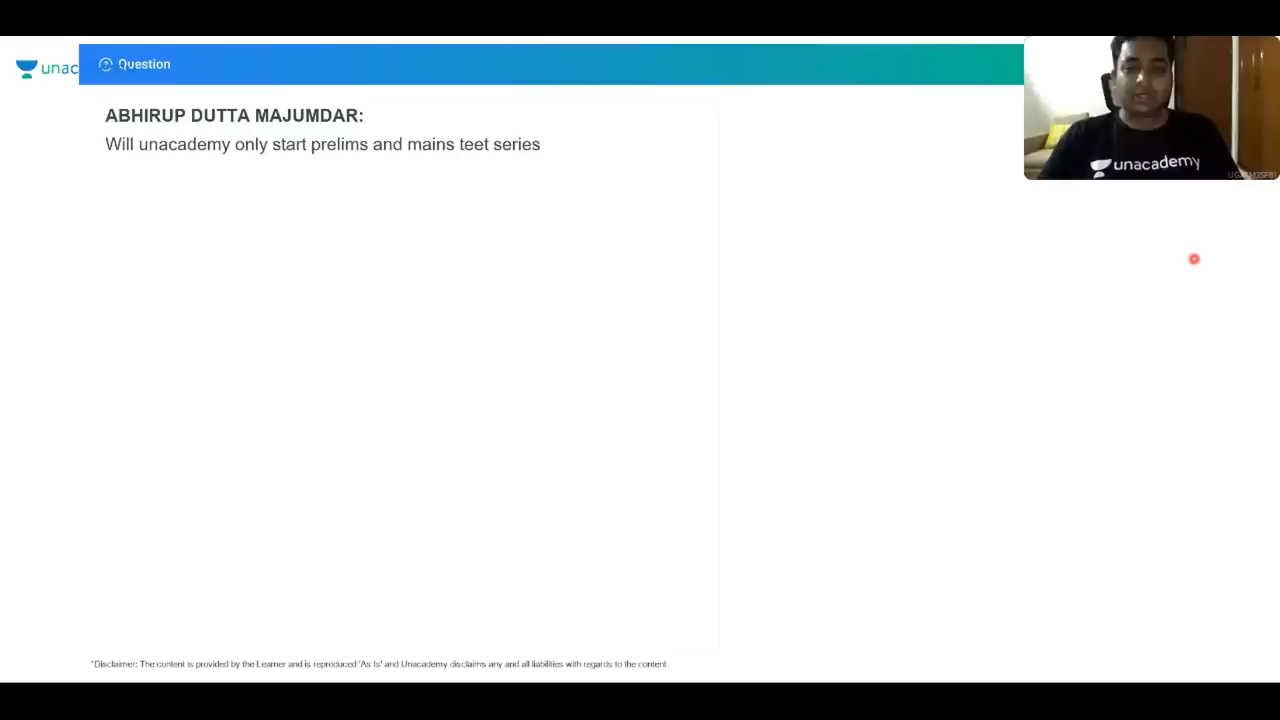 unac
Question
ABHIRUP DUTTA MAJUMDAR:
Will unacademy only start prelims and mains teet series
unacademy
*Disclaimer: The content is provided by the Learner and is reproduced 'As Is' and Unacademy disclaims any and all liabilities with regards to the content